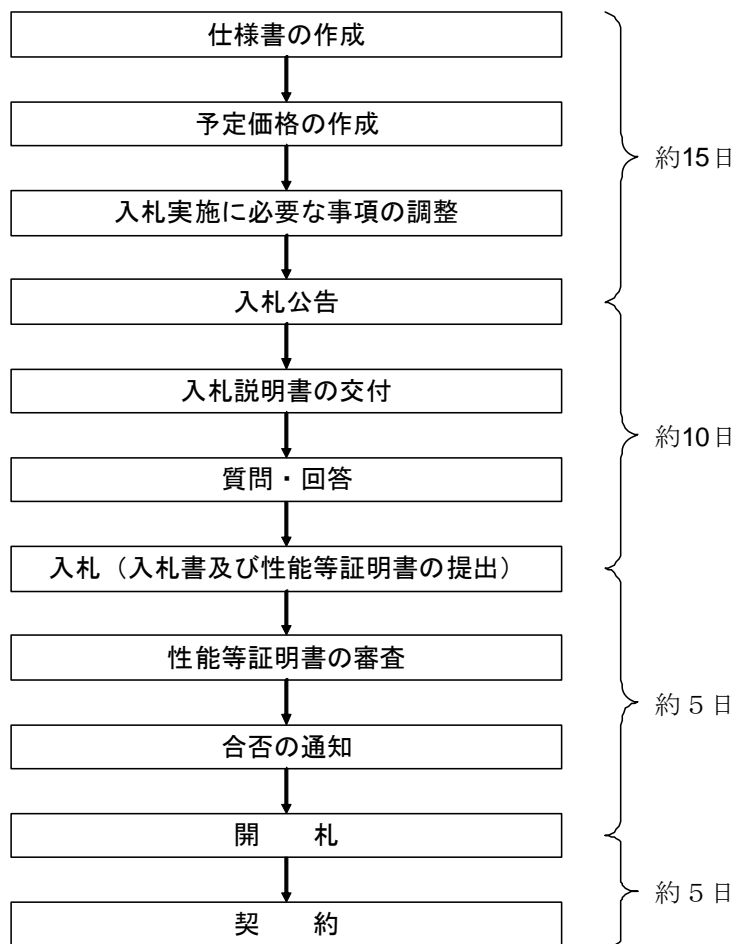 仕様書の作成
予定価格の作成
約15日
入札実施に必要な事項の調整
入札公告
入札説明書の交付
約10日
質問・回答
入札（入札書及び性能等証明書の提出）
性能等証明書の審査
約５日
合否の通知
開　　札
約５日
契　　約